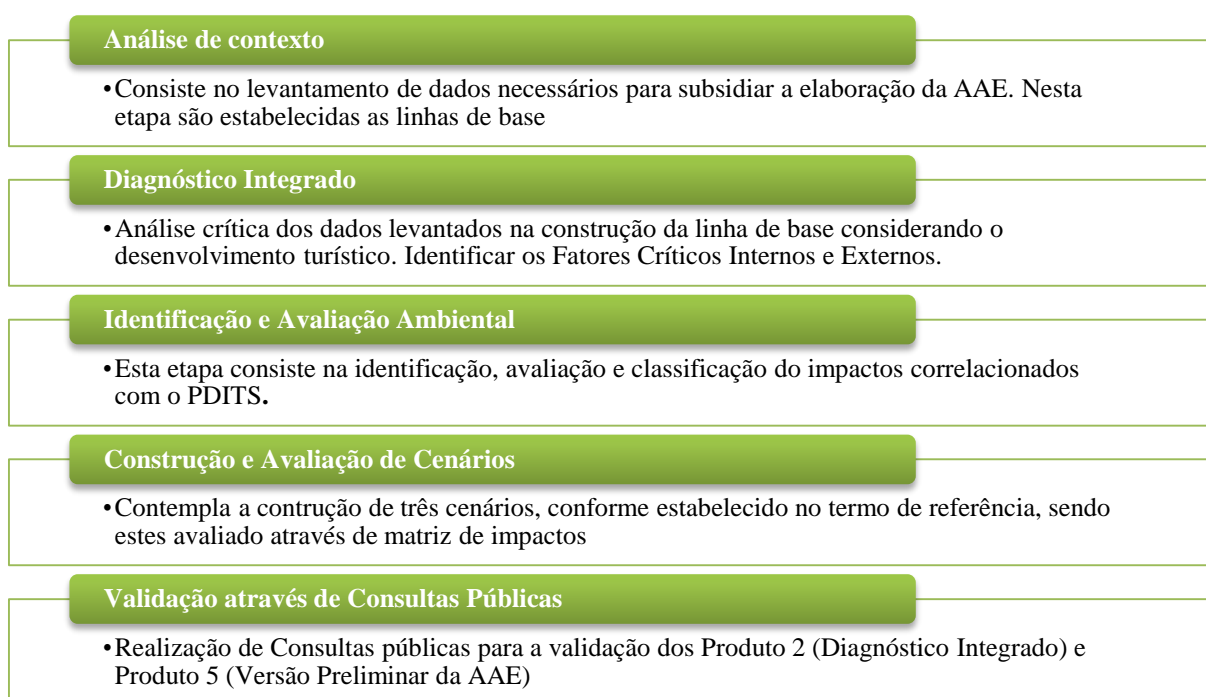 Análise de contexto
•Consiste no levantamento de dados necessários para subsidiar a elaboração da AAE. Nesta
etapa são estabelecidas as linhas de base
Diagnóstico Integrado
•Análise crítica dos dados levantados na construção da linha de base considerando o
desenvolvimento turístico. Identificar os Fatores Críticos Internos e Externos.
Identificação e Avaliação Ambiental
•Esta etapa consiste na identificação, avaliação e classificação do impactos correlacionados
com o PDITS.
Construção e Avaliação de Cenários
•Contempla a contrução de três cenários, conforme estabelecido no termo de referência, sendo
estes avaliado através de matriz de impactos
Validação através de Consultas Públicas
•Realização de Consultas públicas para a validação dos Produto 2 (Diagnóstico Integrado) e
Produto 5 (Versão Preliminar da AAE)